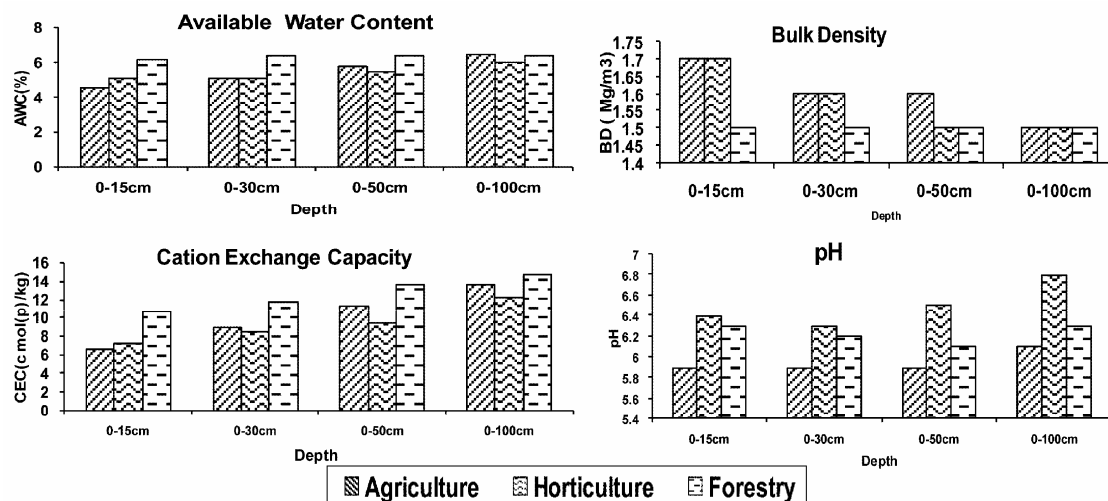 Available Water Content
8
6
4
2
0
AWC(%)
0-15cm 0-30cm 0-50cm 0-100cm
Depth
Bulk Density
1.75
1.7
1.65
1.6
1.55
1.5
1.45
1.4
BD ( Mg/m3)
0-15cm 0-30cm 0-50cm 0-100cm
Depth
Cation Exchange Capacity
16
14
12
10
8
6
4
2
0
CEC(c mol(p)/kg)
0-15cm 0-30cm 0-50cm 0-100cm
Depth
pH
7
6.8
6.6
6.4
6.2
6
5.8
5.6
5.4
pH
0-15cm 0-30cm 0-50cm 0-100cm
Depth
Agriculture Horticulture Forestry